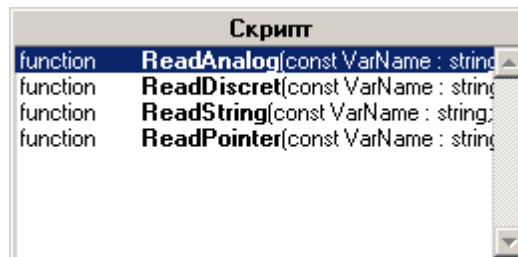 Скрипт
function ReadAnalog(const VarName : string
function ReadDiscret(const VarName : string
function ReadString(const VarName : string;
function ReadPointer(const VarName : string